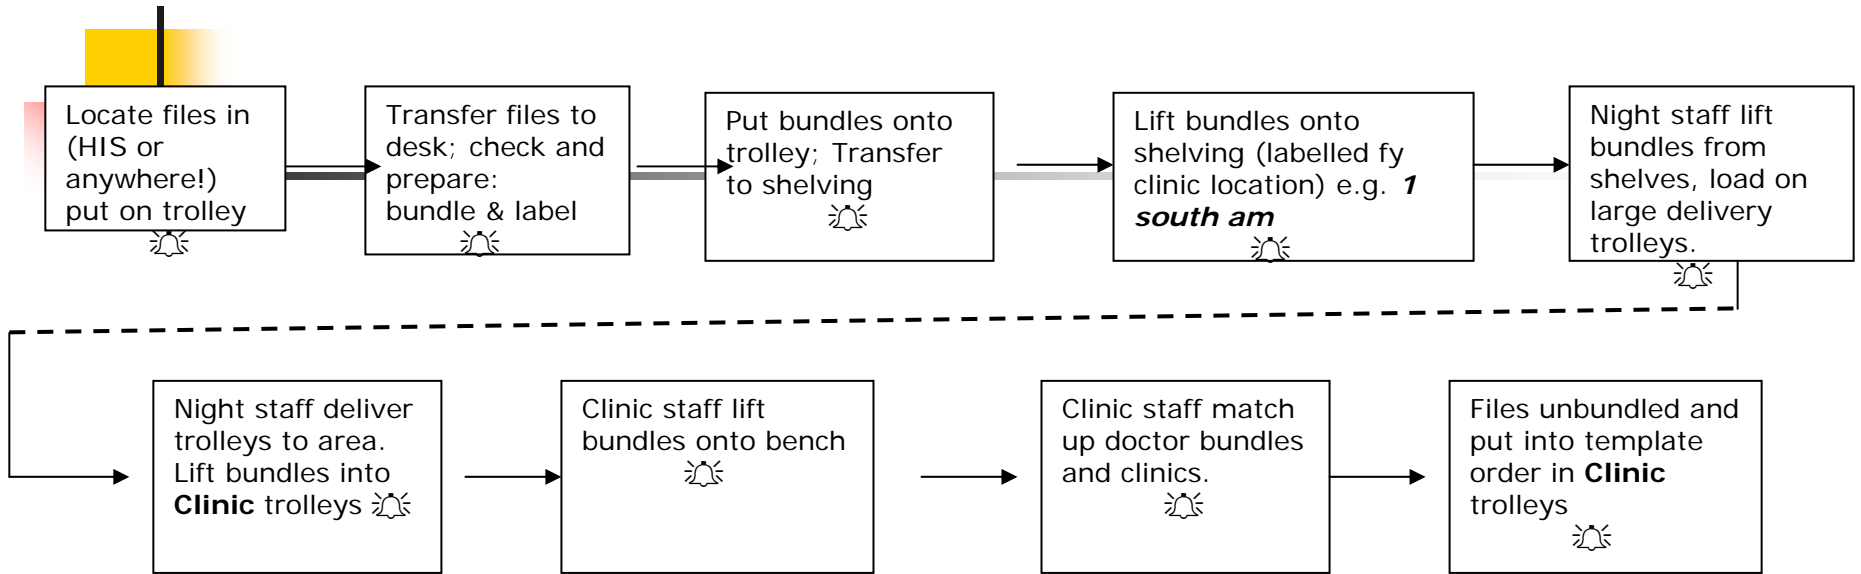 Locate files in
(HIS or
anywhere!)
put on trolley
Transfer files to
desk; check and
prepare:
bundle & label
Put bundles onto
trolley; Transfer
to shelving
Lift bundles onto
shelving (labelled fy
clinic location) e.g. 1
south am
Night staff lift
bundles from
shelves, load on
large delivery
trolleys.
Night staff deliver
trolleys to area.
Lift bundles into
Clinic trolleys
Clinic staff lift
bundles onto bench
Clinic staff match
up doctor bundles
and clinics.
Files unbundled and
put into template
order in Clinic
trolleys